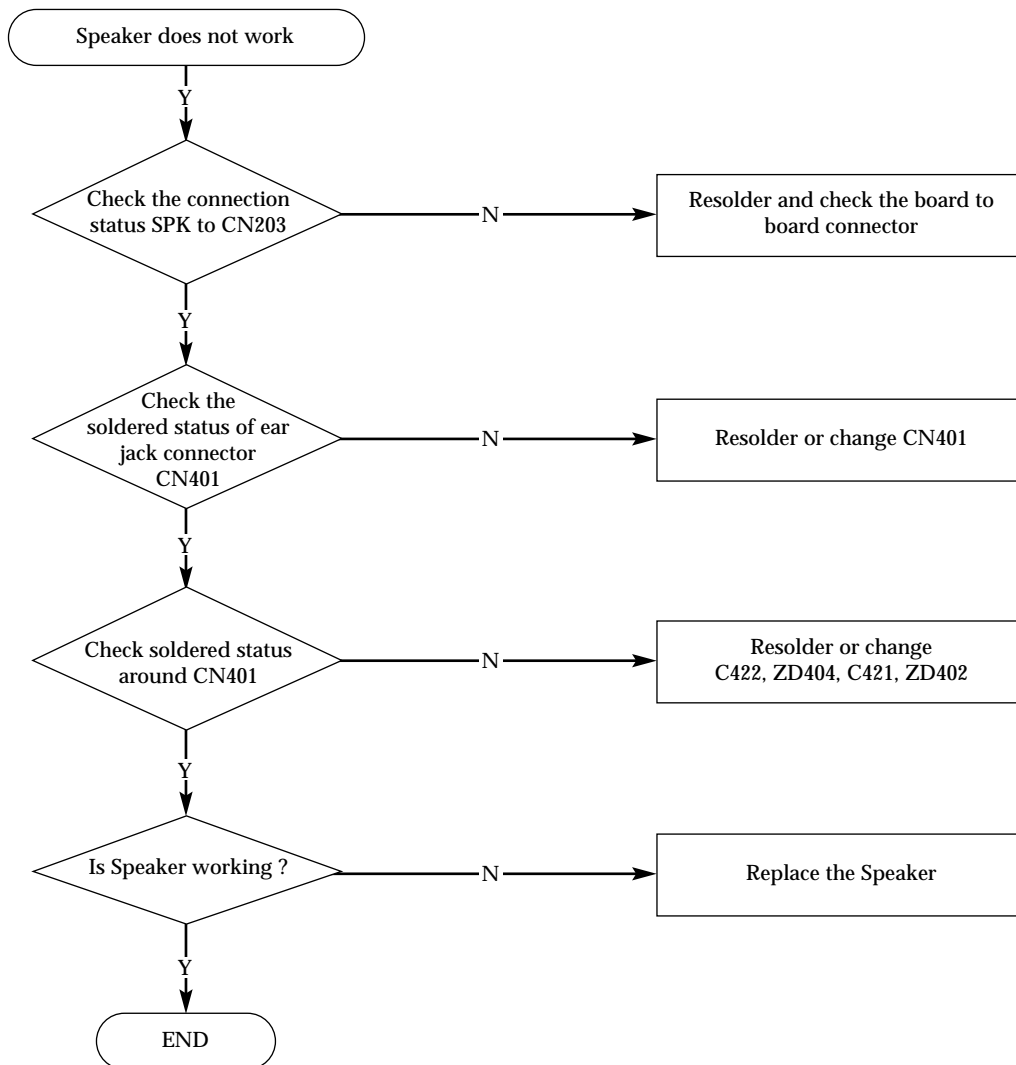 Speaker does not work
Y
Check the connection
status SPK to CN203
N
Resolder and check the board to
board connector
Y
Check the
soldered status of ear
jack connector
CN401
N
Resolder or change CN401
Y
Check soldered status
around CN401
N
Resolder or change
C422, ZD404, C421, ZD402
Y
Is Speaker working ?
N
Replace the Speaker
Y
END